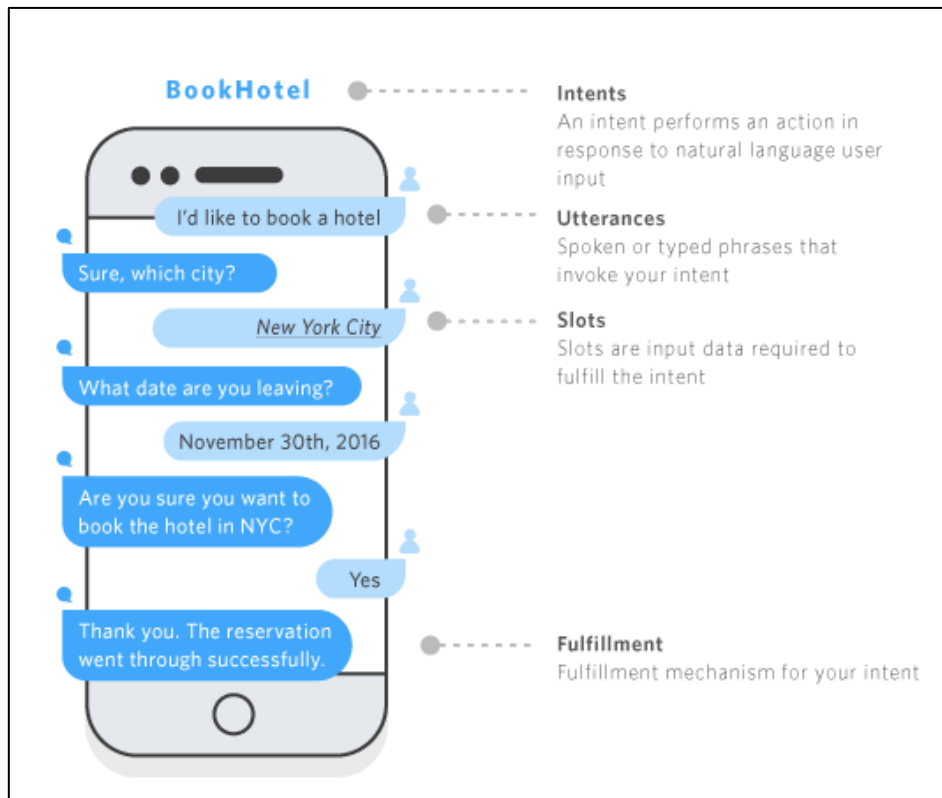 BookHotel
Intents
An intent performs an action in
response to natural language user
input
I'd like to book a hotel
Utterances
Spoken or typed phrases that
invoke your intent
Sure, which city?
New York City
Slots
Slots are input data required to
fulfill the intent
What date are you leaving?
November 30th, 2016
Are you sure you want to
book the hotel in NYC?
Yes
Thank you. The reservation
went through successfully.
Fulfillment
Fulfillment mechanism for your intent